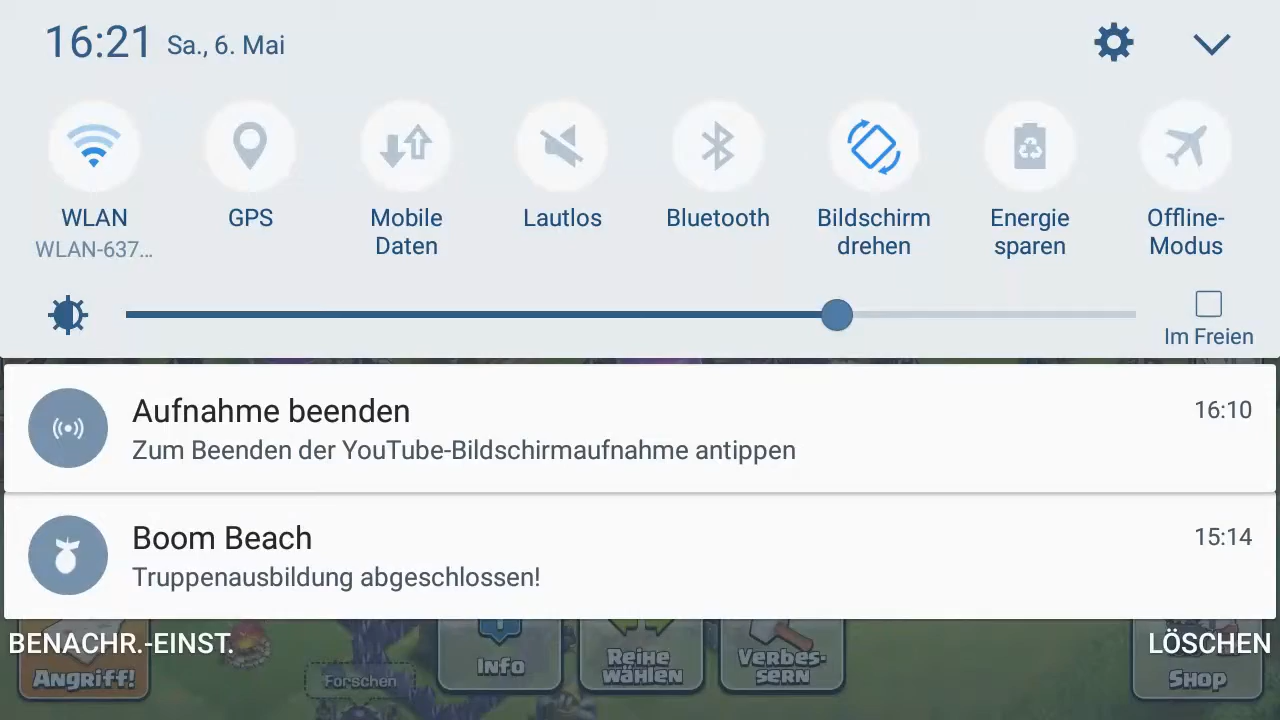 16:21 Sa., 6. Mai
WLAN
WLAN-637...
GPS
Mobile
Daten
Lautlos
Bluetooth
Bildschirm
drehen
Energie
sparen
Offline-
Modus
Im Freien
Aufnahme beenden
16:10
Zum Beenden der YouTube-Bildschirmaufnahme antippen
Boom Beach
15:14
Truppenausbildung abgeschlossen!
BENACHR.-EINST.
LÖSCHEN
Angriff!
Forschen
Info
Reihe
wählen
Verbes-
sern
Shop